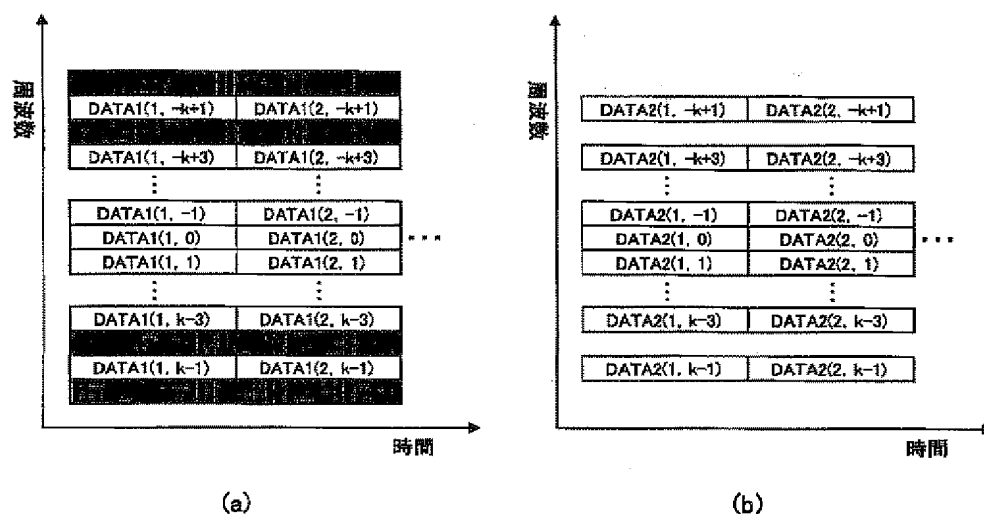 周波数
DATA1(1, -k+1) DATA1(2, -k+1)
DATA1(1, -k+3) DATA1(2, -k+3)
⋮ ⋮
DATA1(1, -1) DATA1(2, -1)
DATA1(1, 0) DATA1(2, 0) ···
DATA1(1, 1) DATA1(2, 1)
⋮ ⋮
DATA1(1, k-3) DATA1(2, k-3)
DATA1(1, k-1) DATA1(2, k-1)
時間
(a)
周波数
DATA2(1, -k+1) DATA2(2, -k+1)
DATA2(1, -k+3) DATA2(2, -k+3)
⋮ ⋮
DATA2(1, -1) DATA2(2, -1)
DATA2(1, 0) DATA2(2, 0) ···
DATA2(1, 1) DATA2(2, 1)
⋮ ⋮
DATA2(1, k-3) DATA2(2, k-3)
DATA2(1, k-1) DATA2(2, k-1)
時間
(b)